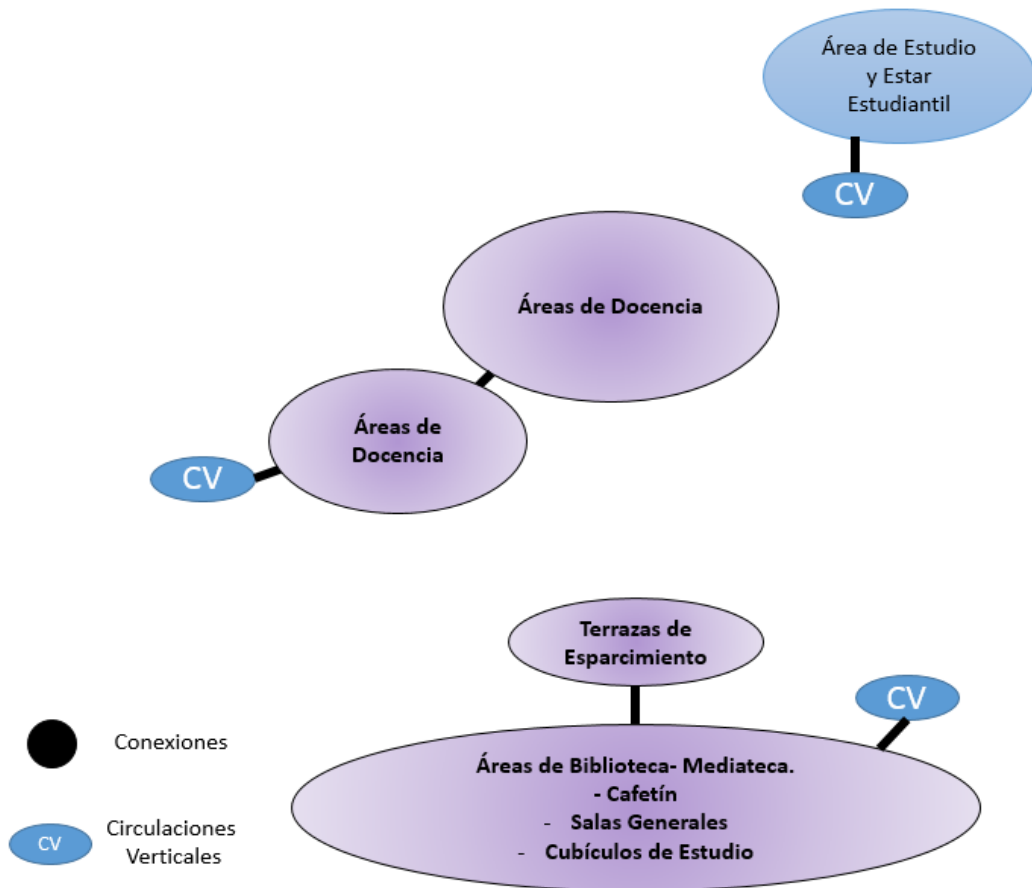 Área de Estudio
y Estar
Estudiantil
CV
Áreas de Docencia
Áreas de
Docencia
CV
Terrazas de
Esparcimiento
CV
Conexiones
Áreas de Biblioteca- Mediateca.
- Cafetín
- Salas Generales
- Cubículos de Estudio
CV
Circulaciones
Verticales